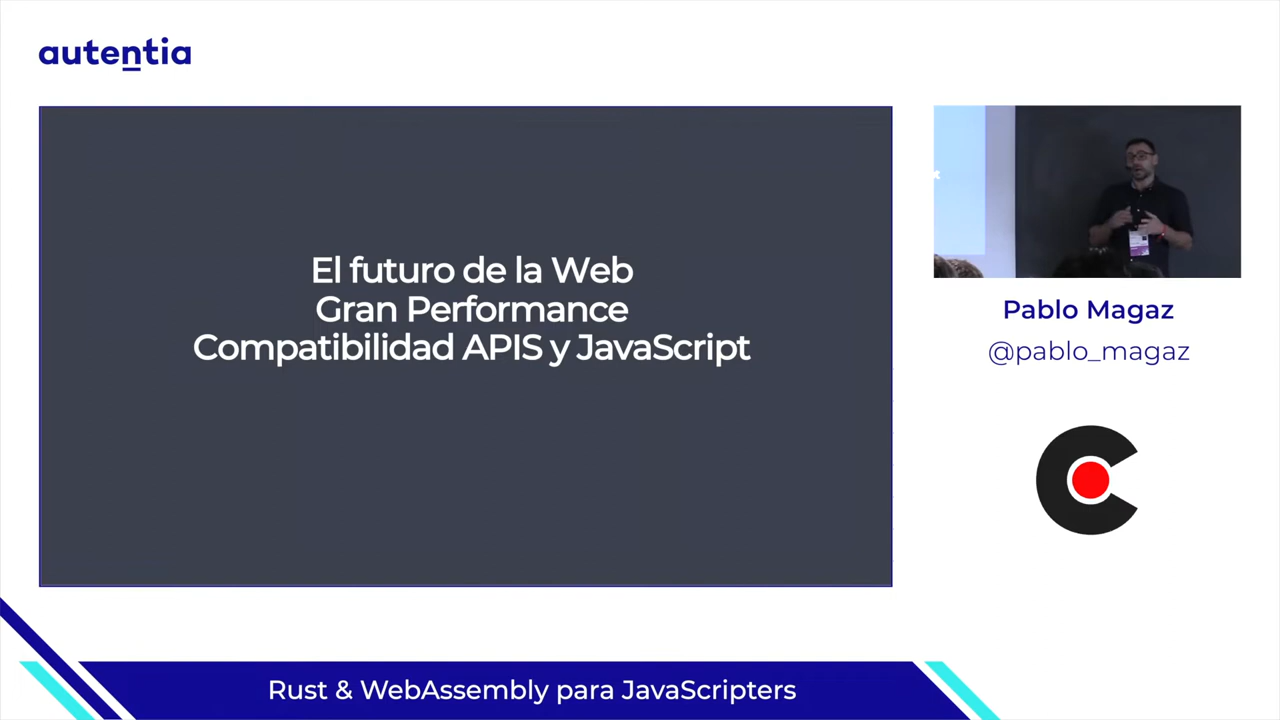 autentia
El futuro de la Web
Gran Performance
Compatibilidad APIS y JavaScript
Pablo Magaz
@pablo_magaz
Rust & WebAssembly para JavaScripters